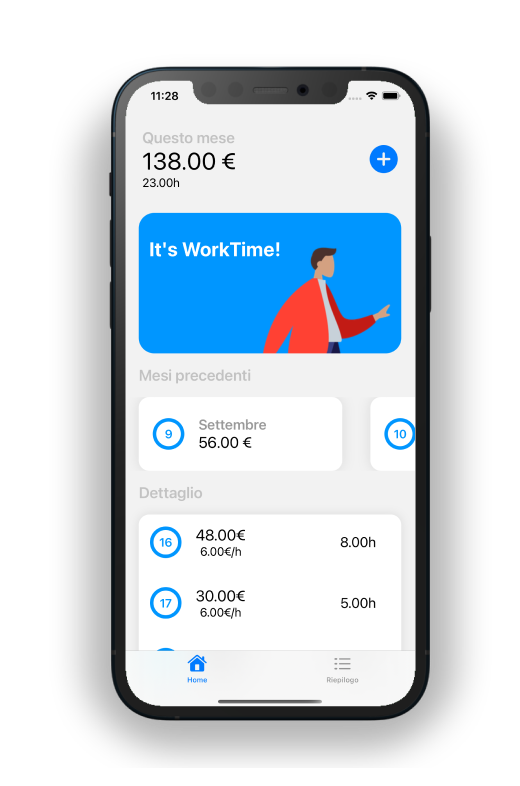 11:28
Questo mese
138.00 €
23.00h
It's WorkTime!
Mesi precedenti
9
Settembre
56.00 €
10
Dettaglio
16
48.00€
6.00€/h
8.00h
17
30.00€
6.00€/h
5.00h
Home
Riepilogo